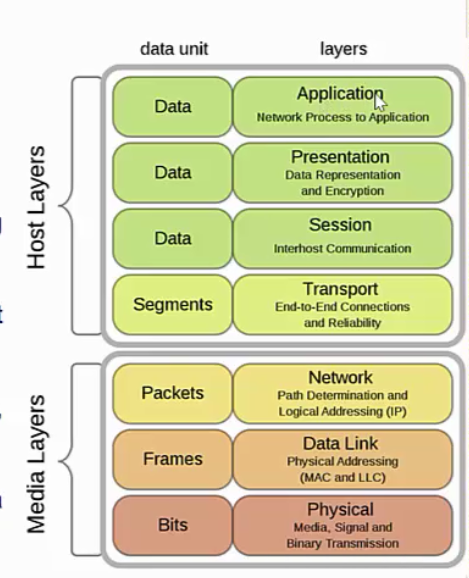 data unit layers
Host Layers
Data Application
Network Process to Application
Data Presentation
Data Representation
and Encryption
Data Session
Interhost Communication
Segments Transport
End-to-End Connections
and Reliability
Media Layers
Packets Network
Path Determination and
Logical Addressing (IP)
Frames Data Link
Physical Addressing
(MAC and LLC)
Bits Physical
Media, Signal and
Binary Transmission